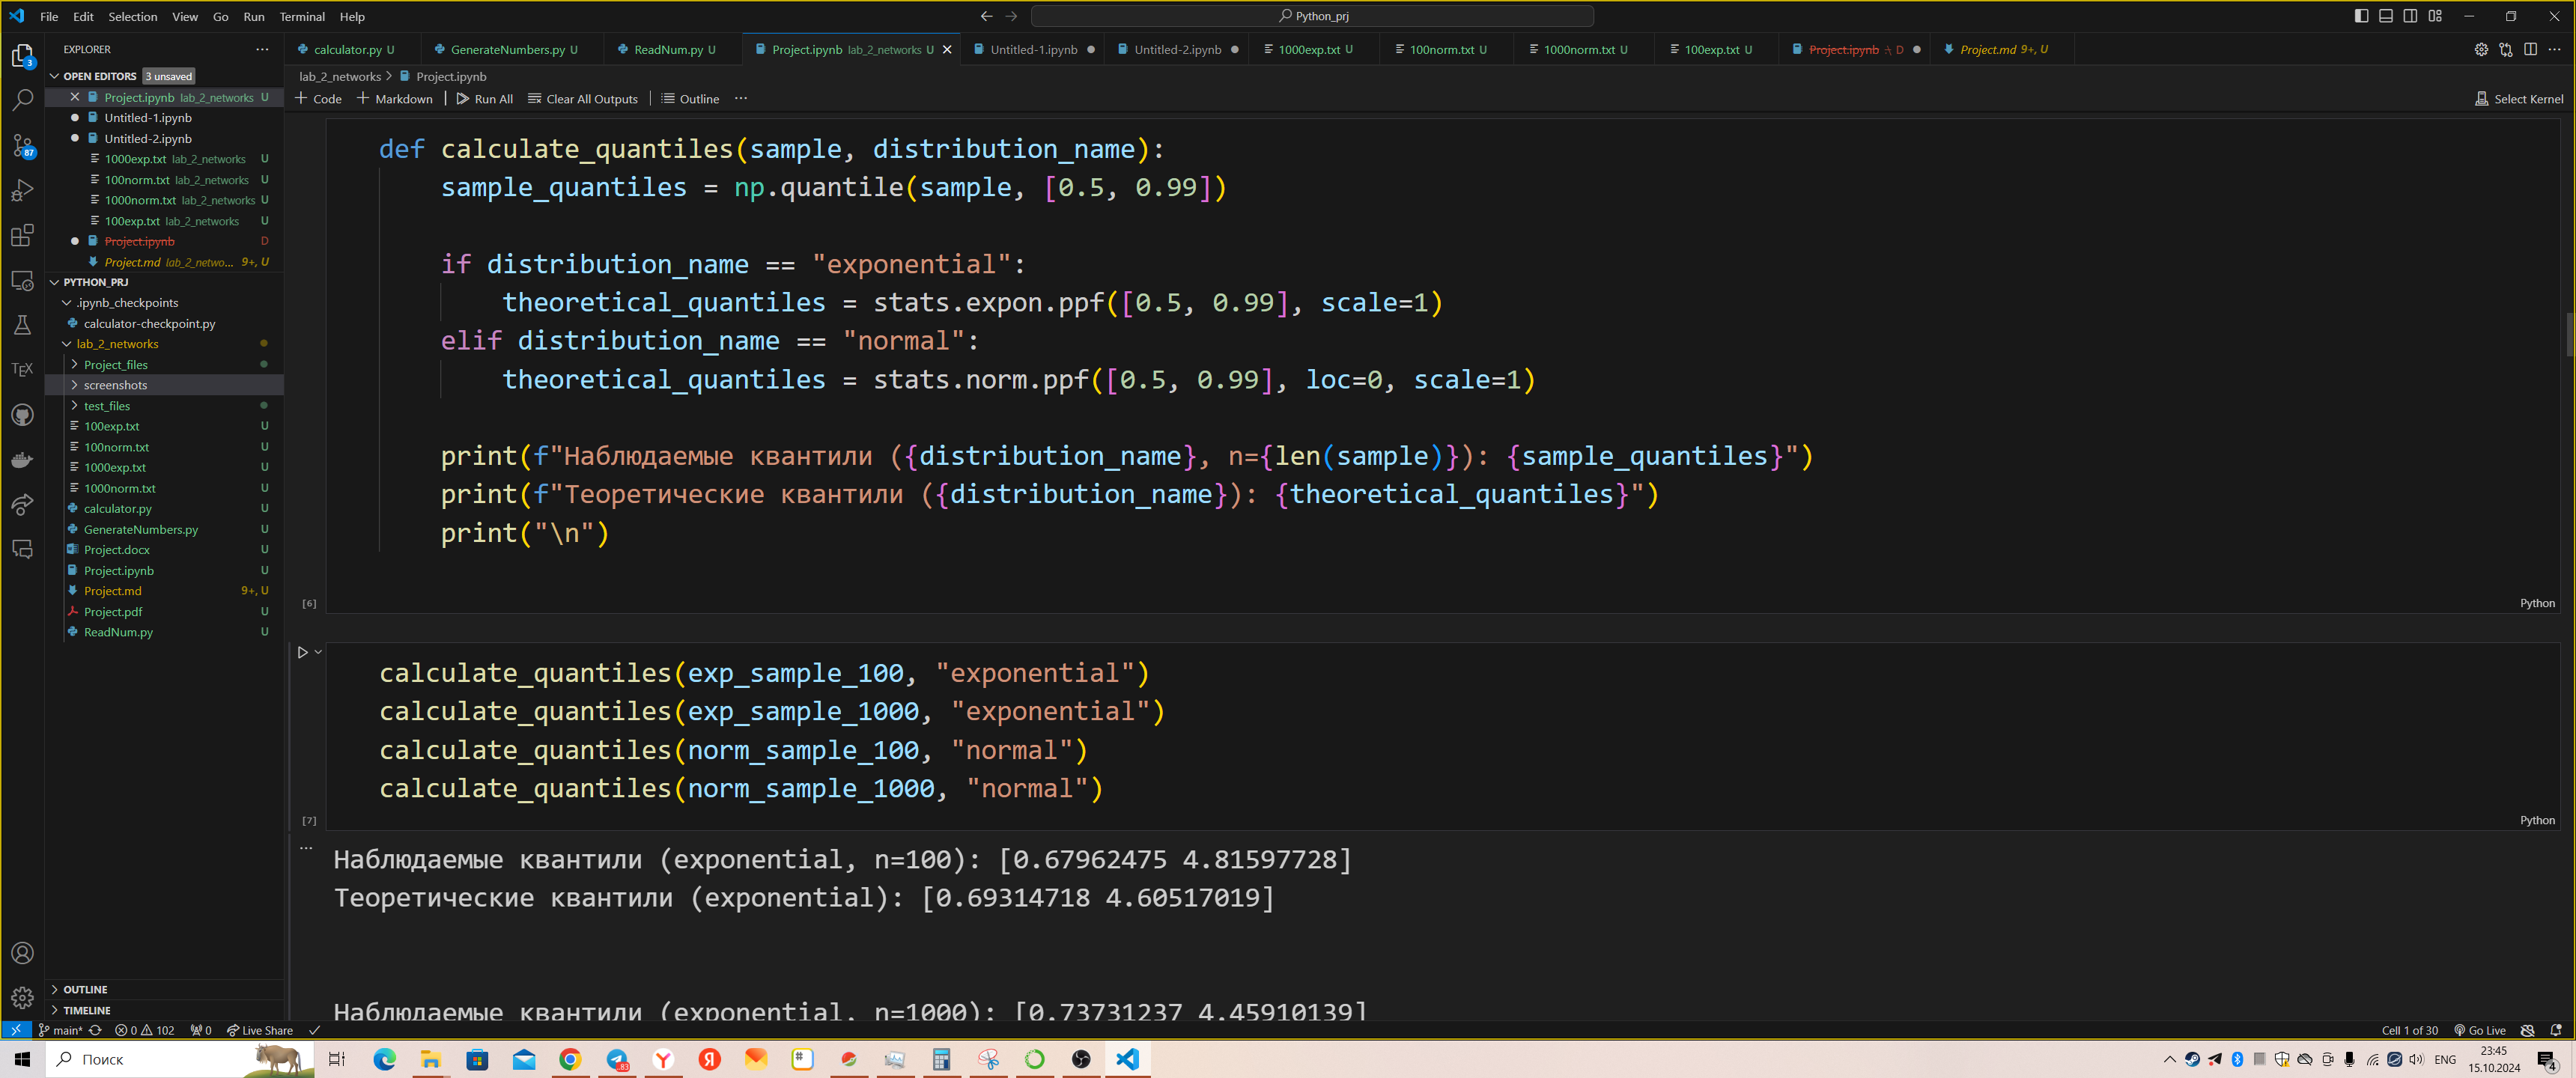 File Edit Selection View Go Run Terminal Help
Python_prj
EXPLORER
OPEN EDITORS 3 unsaved
Project.ipynb lab_2_networks U
Untitled-1.ipynb
Untitled-2.ipynb
1000exp.txt lab_2_networks U
100norm.txt lab_2_networks U
1000norm.txt lab_2_networks U
100exp.txt lab_2_networks U
Project.ipynb D
Project.md lab_2_netwo... 9+, U
PYTHON_PRJ
.ipynb_checkpoints
calculator-checkpoint.py
lab_2_networks
Project_files
screenshots
test_files
100exp.txt U
100norm.txt U
1000exp.txt U
1000norm.txt U
calculator.py U
GenerateNumbers.py U
Project.docx U
Project.ipynb U
Project.md 9+, U
Project.pdf U
ReadNum.py U
OUTLINE
TIMELINE
calculator.py U GenerateNumbers.py U ReadNum.py U Project.ipynb lab_2_networks U Untitled-1.ipynb Untitled-2.ipynb 1000exp.txt U 100norm.txt U 1000norm.txt U 100exp.txt U Project.ipynb D Project.md 9+, U
lab_2_networks > Project.ipynb
+ Code + Markdown Run All Clear All Outputs Outline ... Select Kernel
def calculate_quantiles(sample, distribution_name):
sample_quantiles = np.quantile(sample, [0.5, 0.99])
if distribution_name == "exponential":
theoretical_quantiles = stats.expon.ppf([0.5, 0.99], scale=1)
elif distribution_name == "normal":
theoretical_quantiles = stats.norm.ppf([0.5, 0.99], loc=0, scale=1)
print(f"Наблюдаемые квантили ({distribution_name}, n={len(sample)}): {sample_quantiles}")
print(f"Теоретические квантили ({distribution_name}): {theoretical_quantiles}")
print("\n")
[6] Python
calculate_quantiles(exp_sample_100, "exponential")
calculate_quantiles(exp_sample_1000, "exponential")
calculate_quantiles(norm_sample_100, "normal")
calculate_quantiles(norm_sample_1000, "normal")
[7] Python
Наблюдаемые квантили (exponential, n=100): [0.67962475 4.81597728]
Теоретические квантили (exponential): [0.69314718 4.60517019]
Наблюдаемые квантили (exponential, n=1000): [0.73731237 4.45910139]
main* 0 102 0 Live Share Cell 1 of 30 Go Live
Поиск
ENG
23:45
15.10.2024